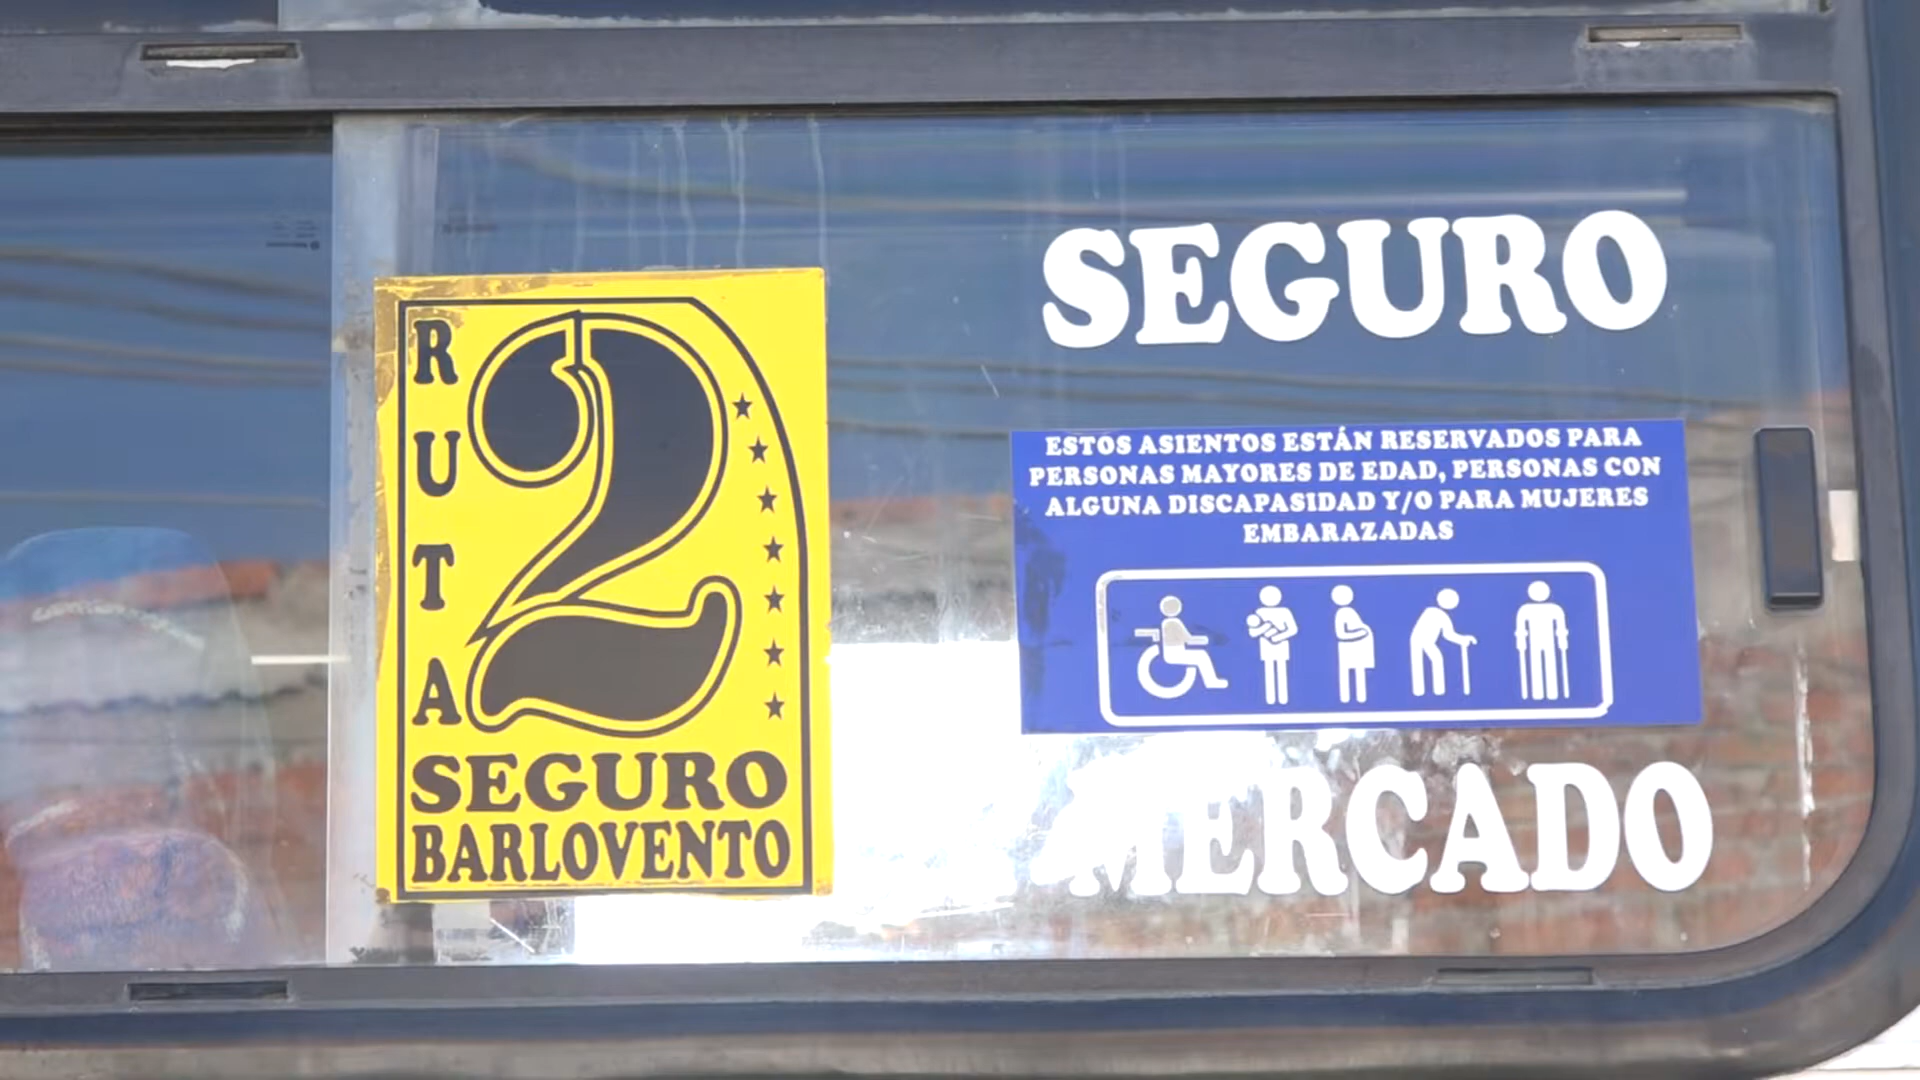 RUTA
2
SEGURO
BARLOVENTO
SEGURO
ESTOS ASIENTOS ESTÁN RESERVADOS PARA
PERSONAS MAYORES DE EDAD, PERSONAS CON
ALGUNA DISCAPASIDAD Y/O PARA MUJERES
EMBARAZADAS
MERCADO